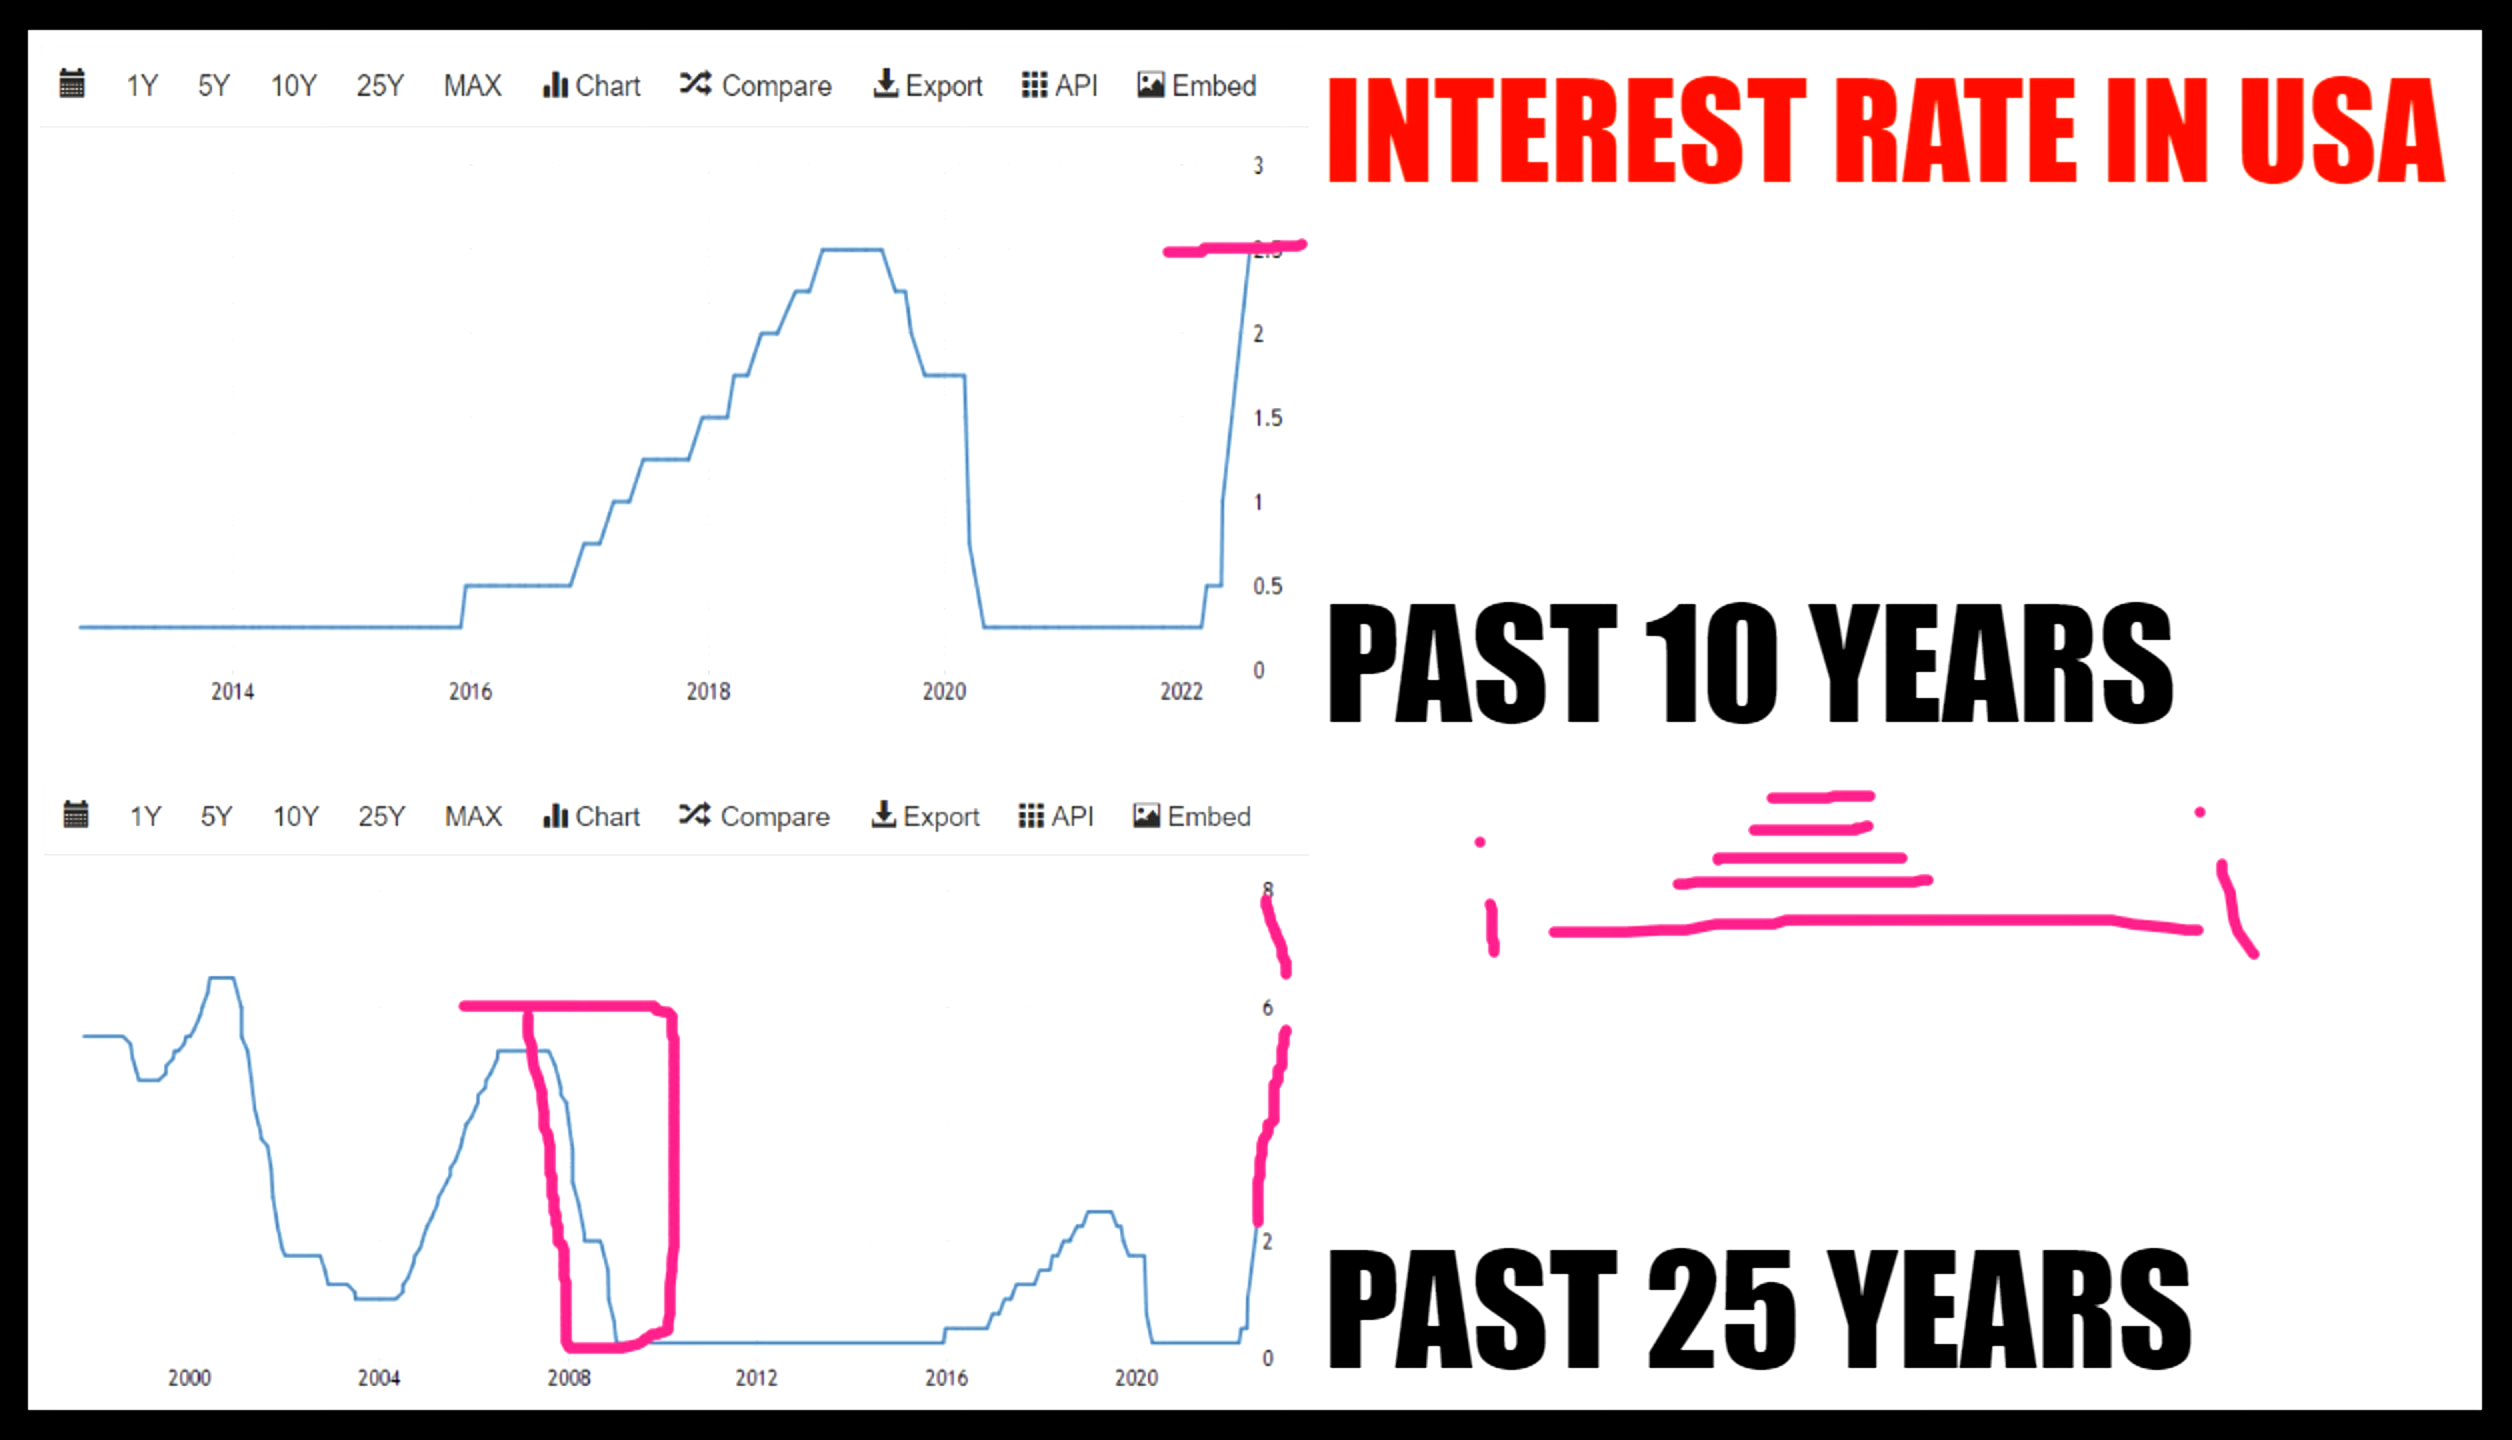 1Y 5Y 10Y 25Y MAX Chart Compare Export API Embed
INTEREST RATE IN USA
3
2.5
2
1.5
1
0.5
0
2014 2016 2018 2020 2022
PAST 10 YEARS
1Y 5Y 10Y 25Y MAX Chart Compare Export API Embed
8
6
2
0
2000 2004 2008 2012 2016 2020
PAST 25 YEARS